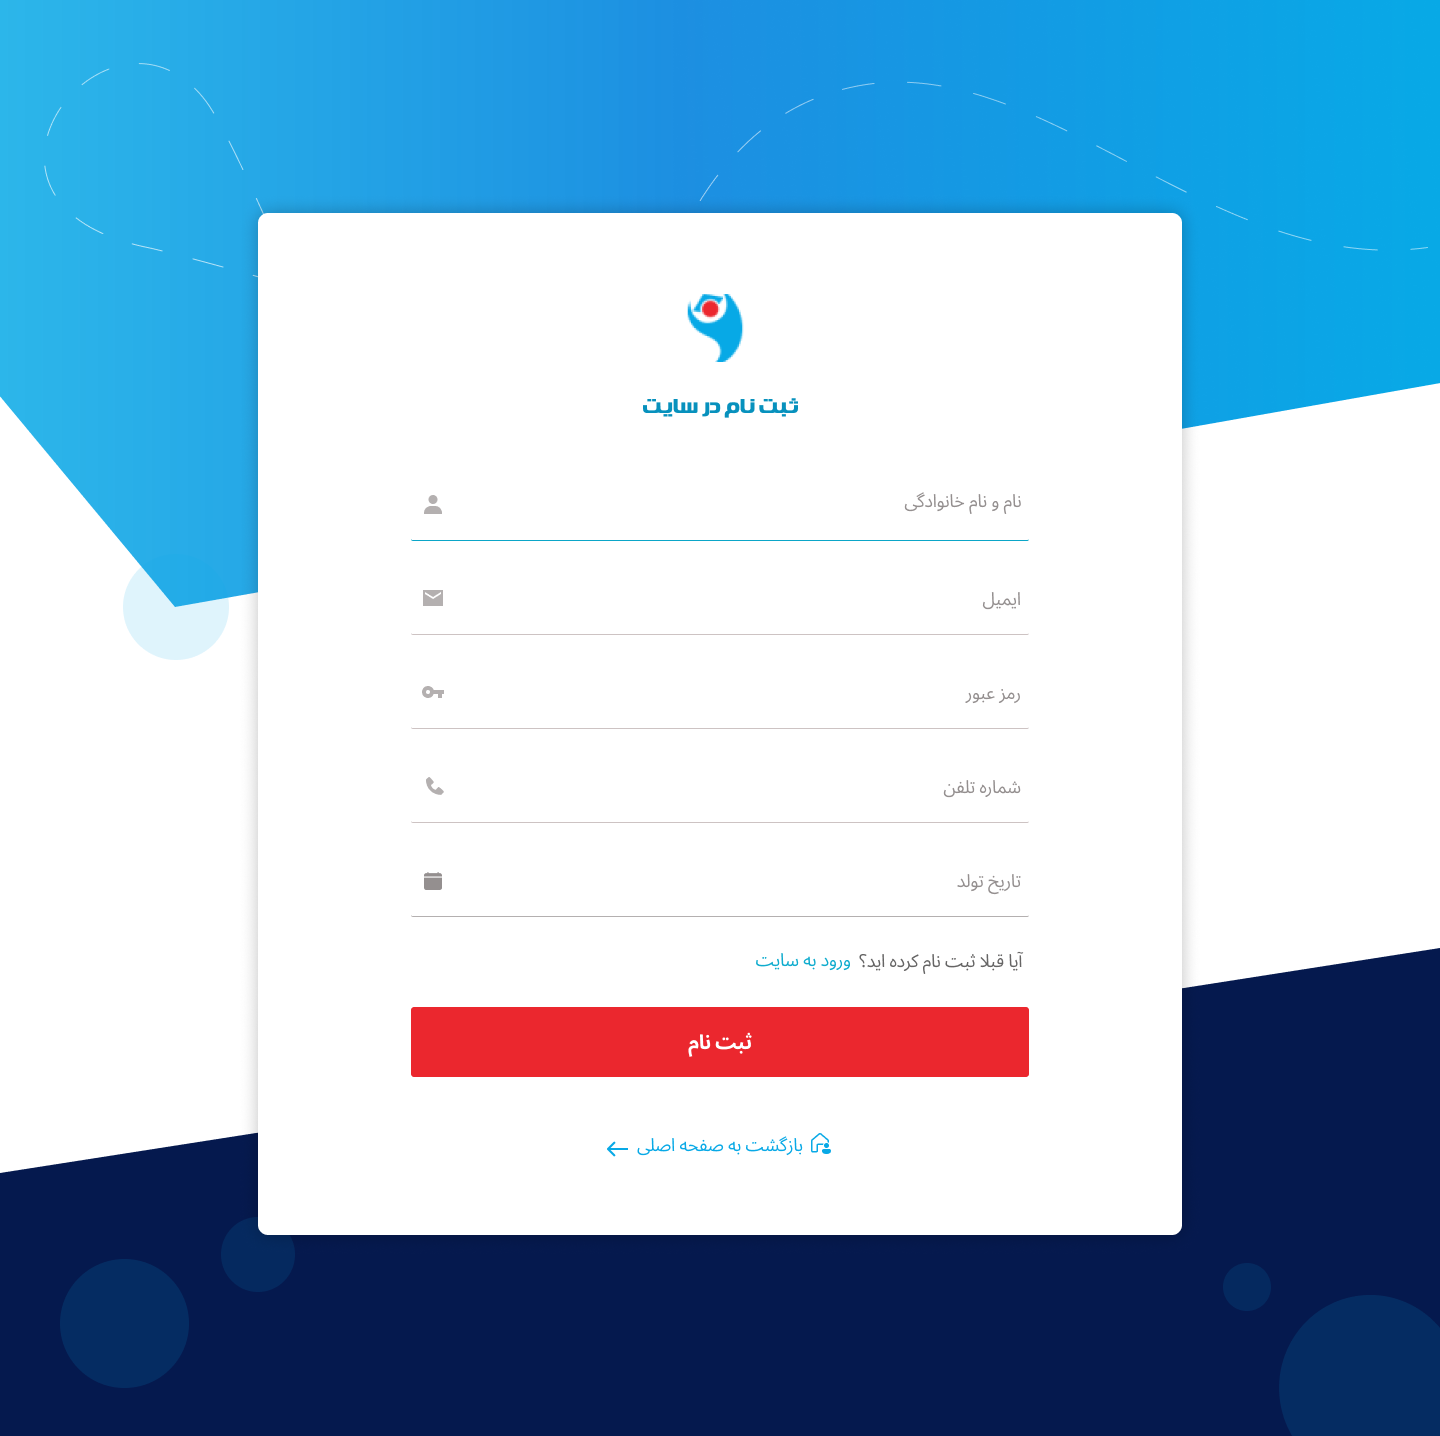 ثبت نام در سایت
نام و نام خانوادگی
ایمیل
رمز عبور
شماره تلفن
تاریخ تولد
آیا قبلا ثبت نام کرده اید؟ ورود به سایت
ثبت نام
بازگشت به صفحه اصلی